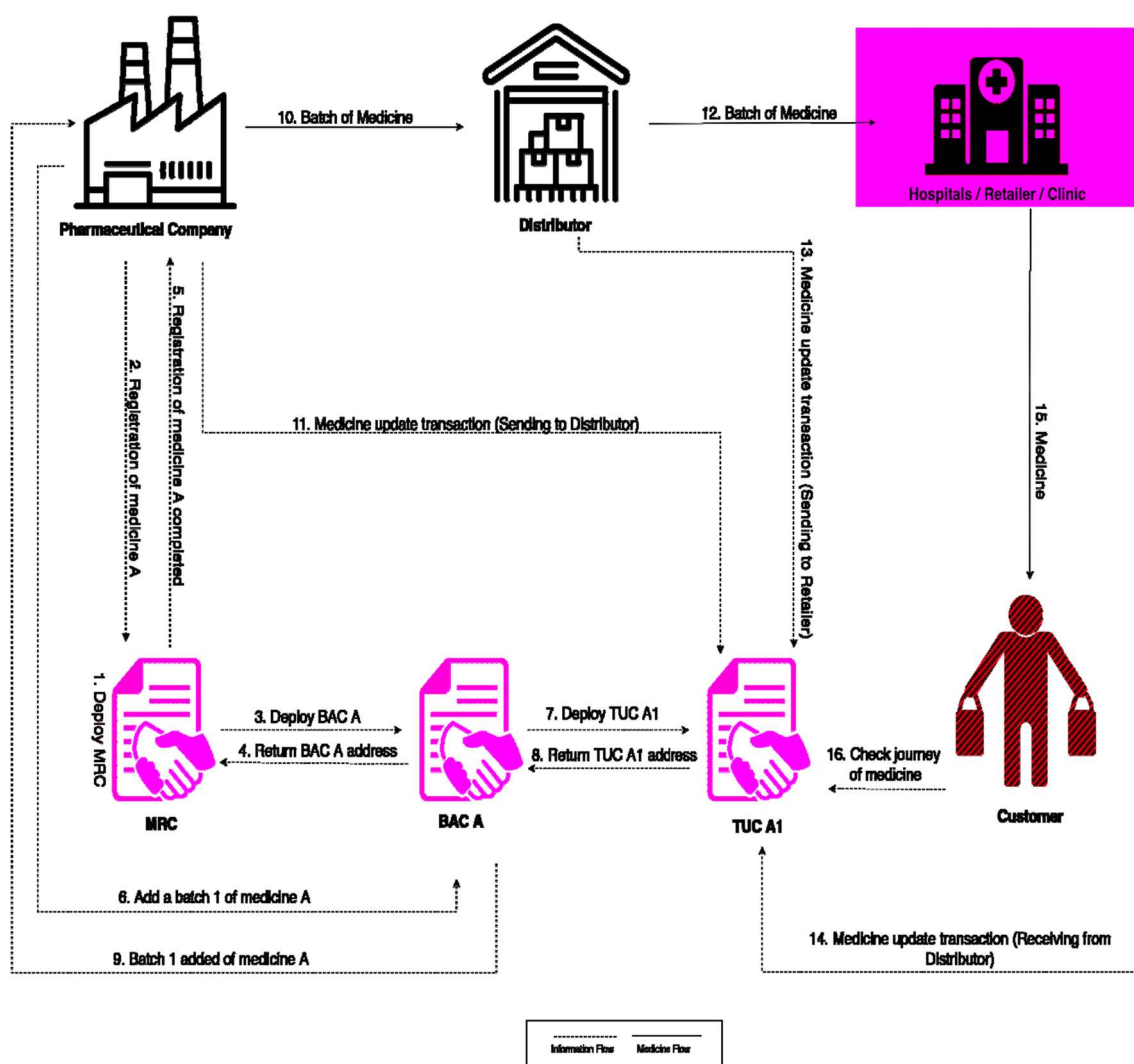 10. Batch of Medicine
12. Batch of Medicine
Hospitals / Retailer / Clinic
Pharmaceutical Company
Distributor
2. Registration of medicine A
5. Registration of medicine A completed
13. Medicine update transaction (Sending to Retailer)
15. Medicine
11. Medicine update transaction (Sending to Distributor)
1. Deploy MRC
3. Deploy BAC A
4. Return BAC A address
7. Deploy TUC A1
8. Return TUC A1 address
16. Check journey
of medicine
MRC
BAC A
TUC A1
Customer
6. Add a batch 1 of medicine A
9. Batch 1 added of medicine A
14. Medicine update transaction (Receiving from
Distributor)
Information Flow
Medicine Flow